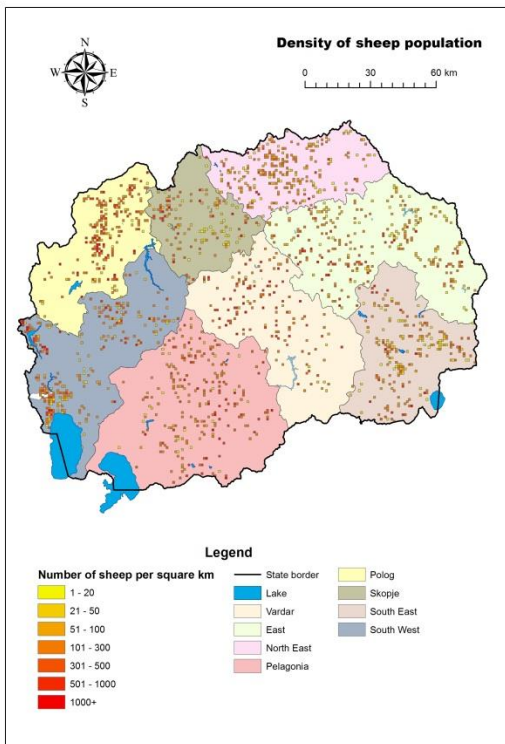 N
W E
S
Density of sheep population
0 30 60 km
Legend
Number of sheep per square km
1 - 20
21 - 50
51 - 100
101 - 300
301 - 500
501 - 1000
1000+
State border
Lake
Vardar
East
North East
Pelagonia
Polog
Skopje
South East
South West